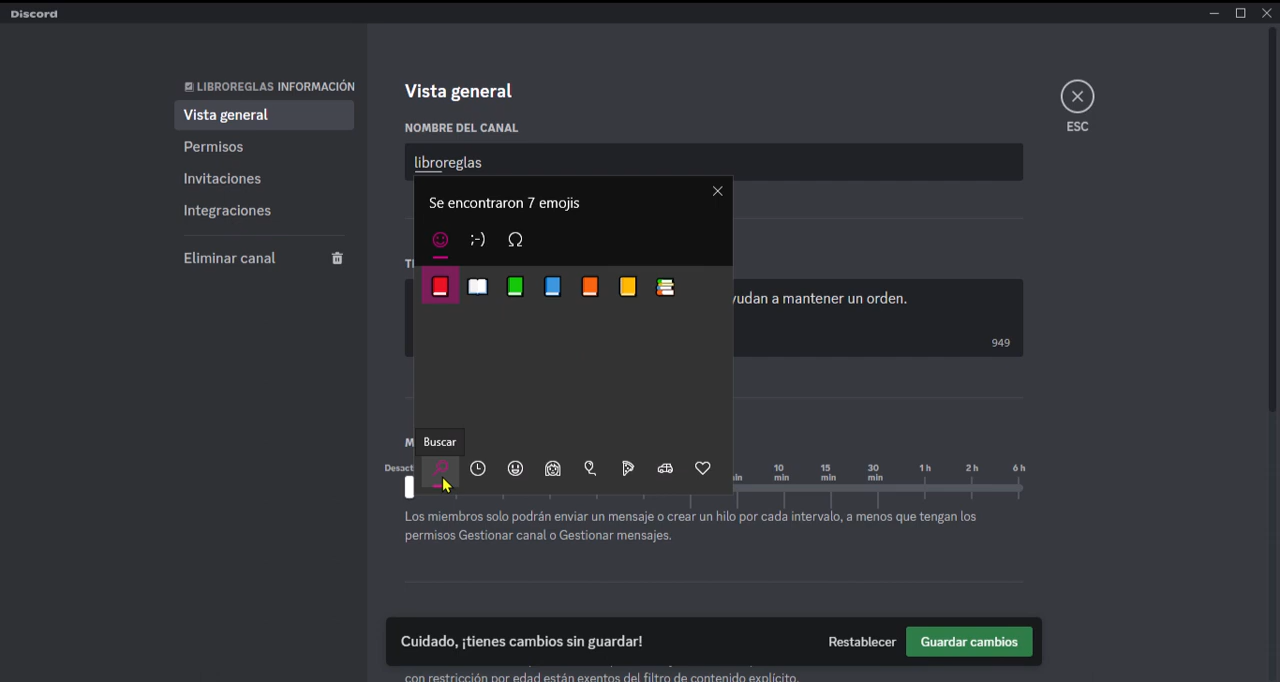 Discord
LIBROREGLAS INFORMACIÓN
Vista general
Permisos
Invitaciones
Integraciones
Eliminar canal
Vista general
ESC
NOMBRE DEL CANAL
libroreglas
Se encontraron 7 emojis
;-) Ω
yudan a mantener un orden.
949
Buscar
Desact
10 min
15 min
30 min
1 h
2 h
6 h
Los miembros solo podrán enviar un mensaje o crear un hilo por cada intervalo, a menos que tengan los
permisos Gestionar canal o Gestionar mensajes.
Cuidado, ¡tienes cambios sin guardar!
Restablecer
Guardar cambios
con restricción por edad están exentos del filtro de contenido explícito.